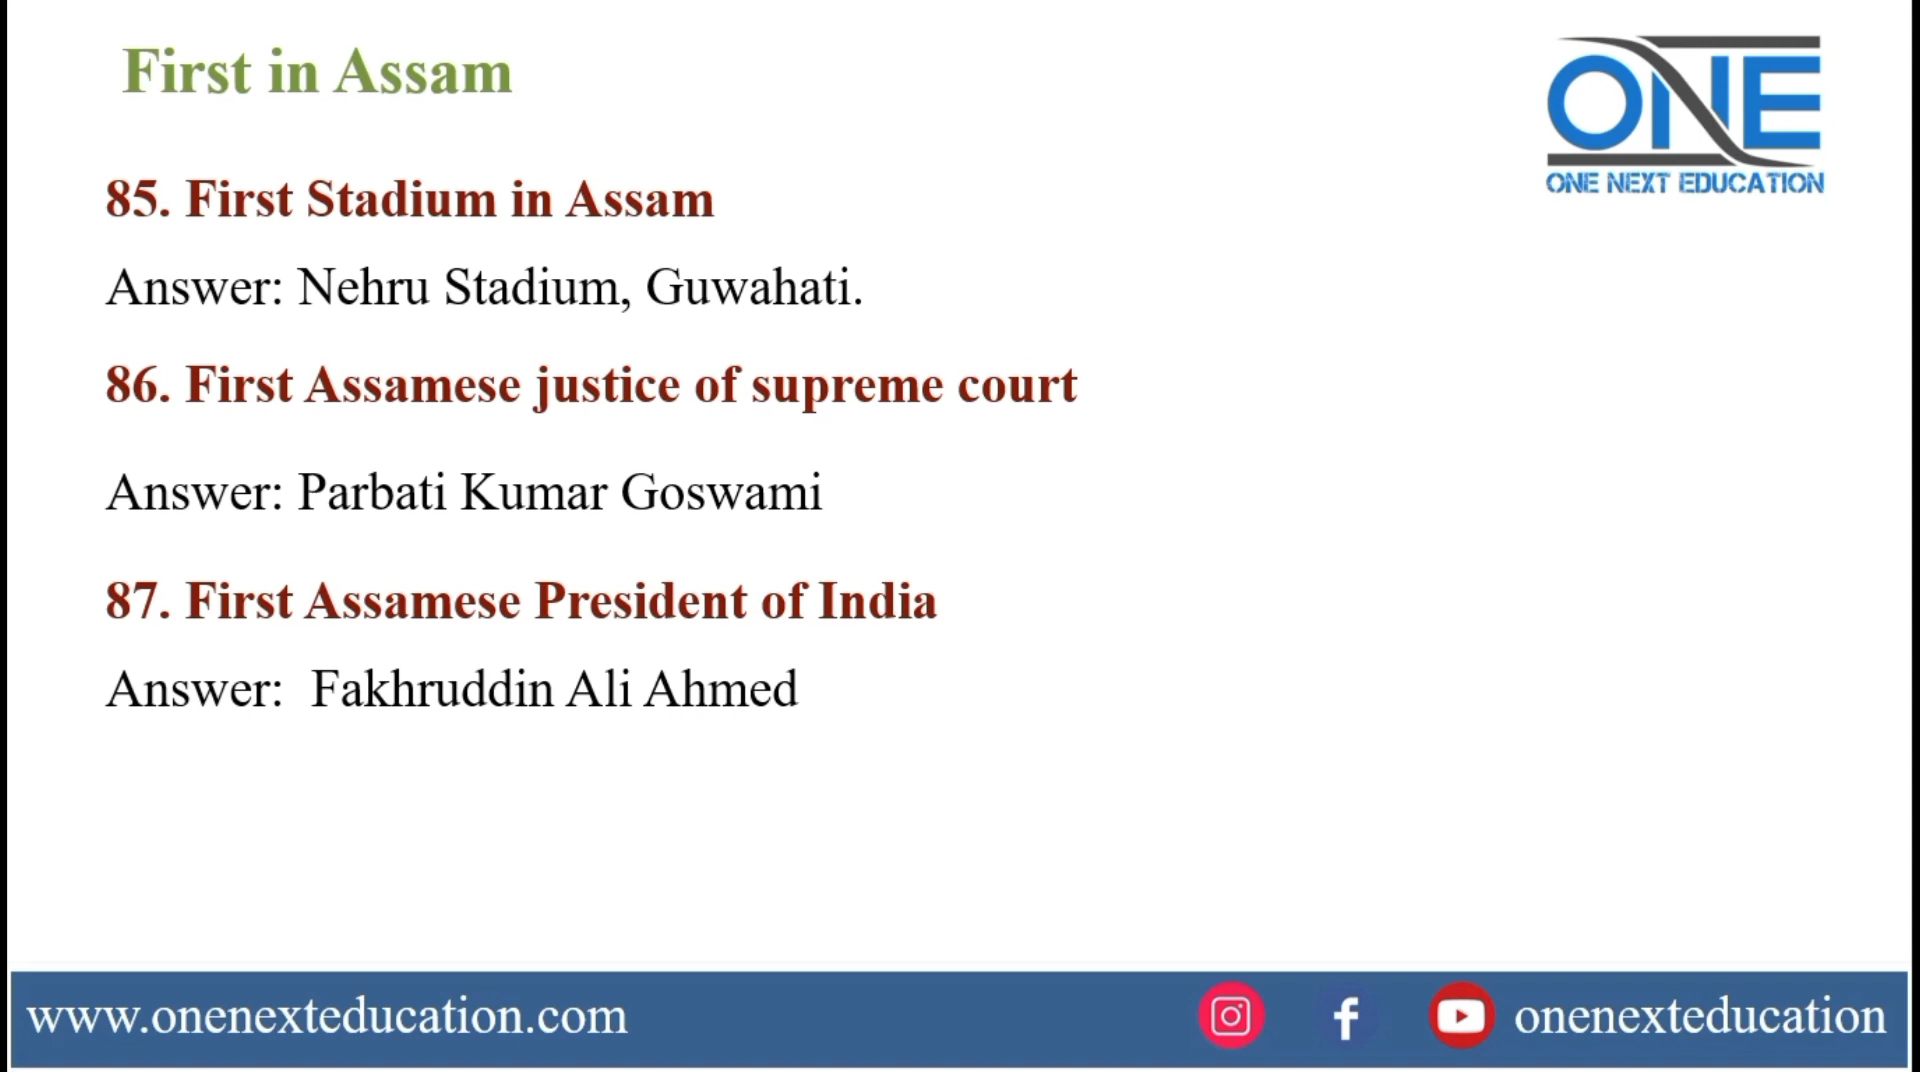 First in Assam
ONE
ONE NEXT EDUCATION
85. First Stadium in Assam
Answer: Nehru Stadium, Guwahati.
86. First Assamese justice of supreme court
Answer: Parbati Kumar Goswami
87. First Assamese President of India
Answer:  Fakhruddin Ali Ahmed
www.onenexteducation.com
onenexteducation